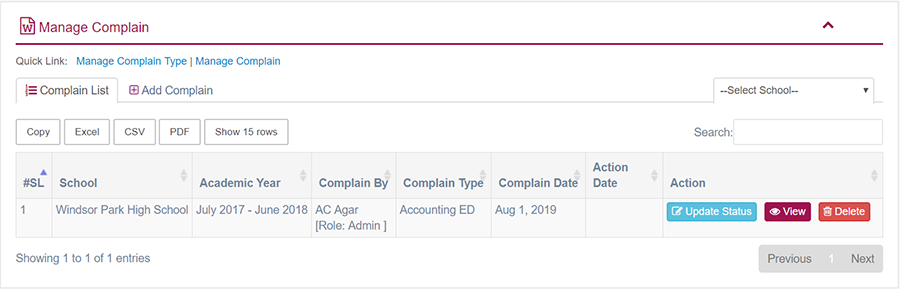 Manage Complain
Quick Link: Manage Complain Type | Manage Complain
Complain List Add Complain --Select School--
Copy Excel CSV PDF Show 15 rows Search:
#SL School Academic Year Complain By Complain Type Complain Date Action Date Action
1 Windsor Park High School July 2017 - June 2018 AC Agar [Role: Admin ] Accounting ED Aug 1, 2019 Update Status View Delete
Showing 1 to 1 of 1 entries Previous 1 Next